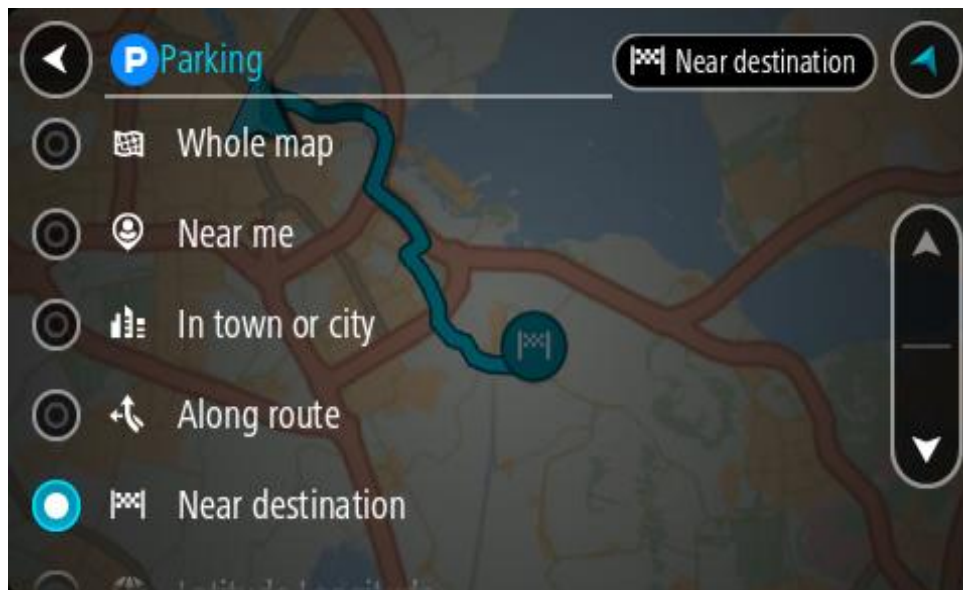 P Parking
Near destination
Whole map
Near me
In town or city
Along route
Near destination